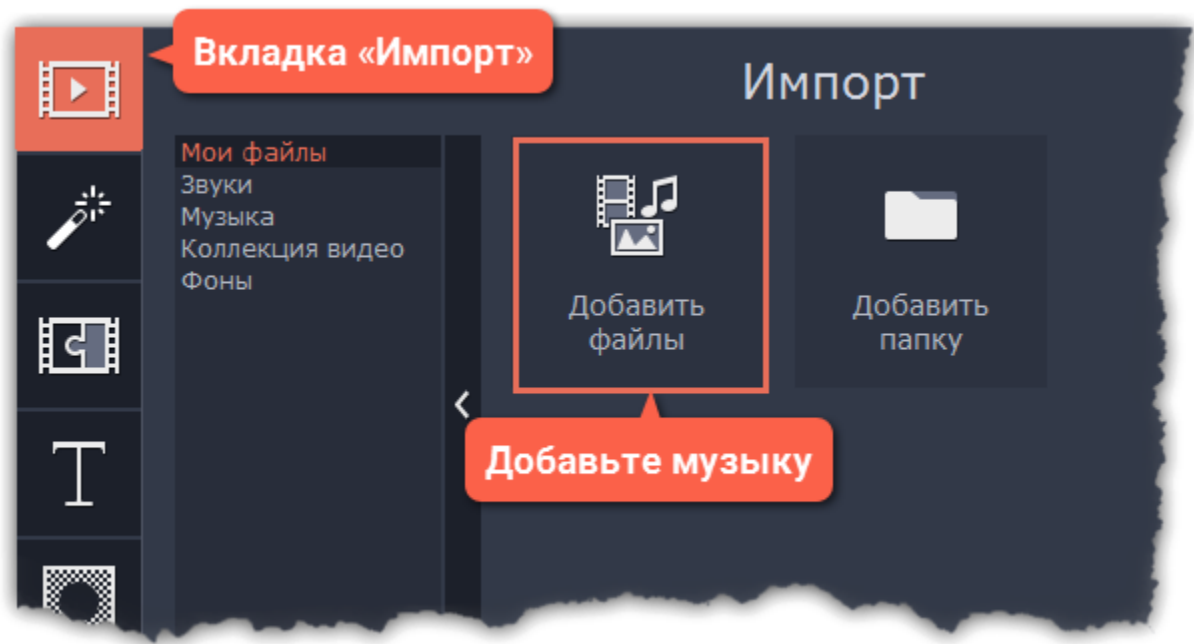 Вкладка «Импорт»
Импорт
Мои файлы
Звуки
Музыка
Коллекция видео
Фоны
Добавить
файлы
Добавить
папку
Добавьте музыку